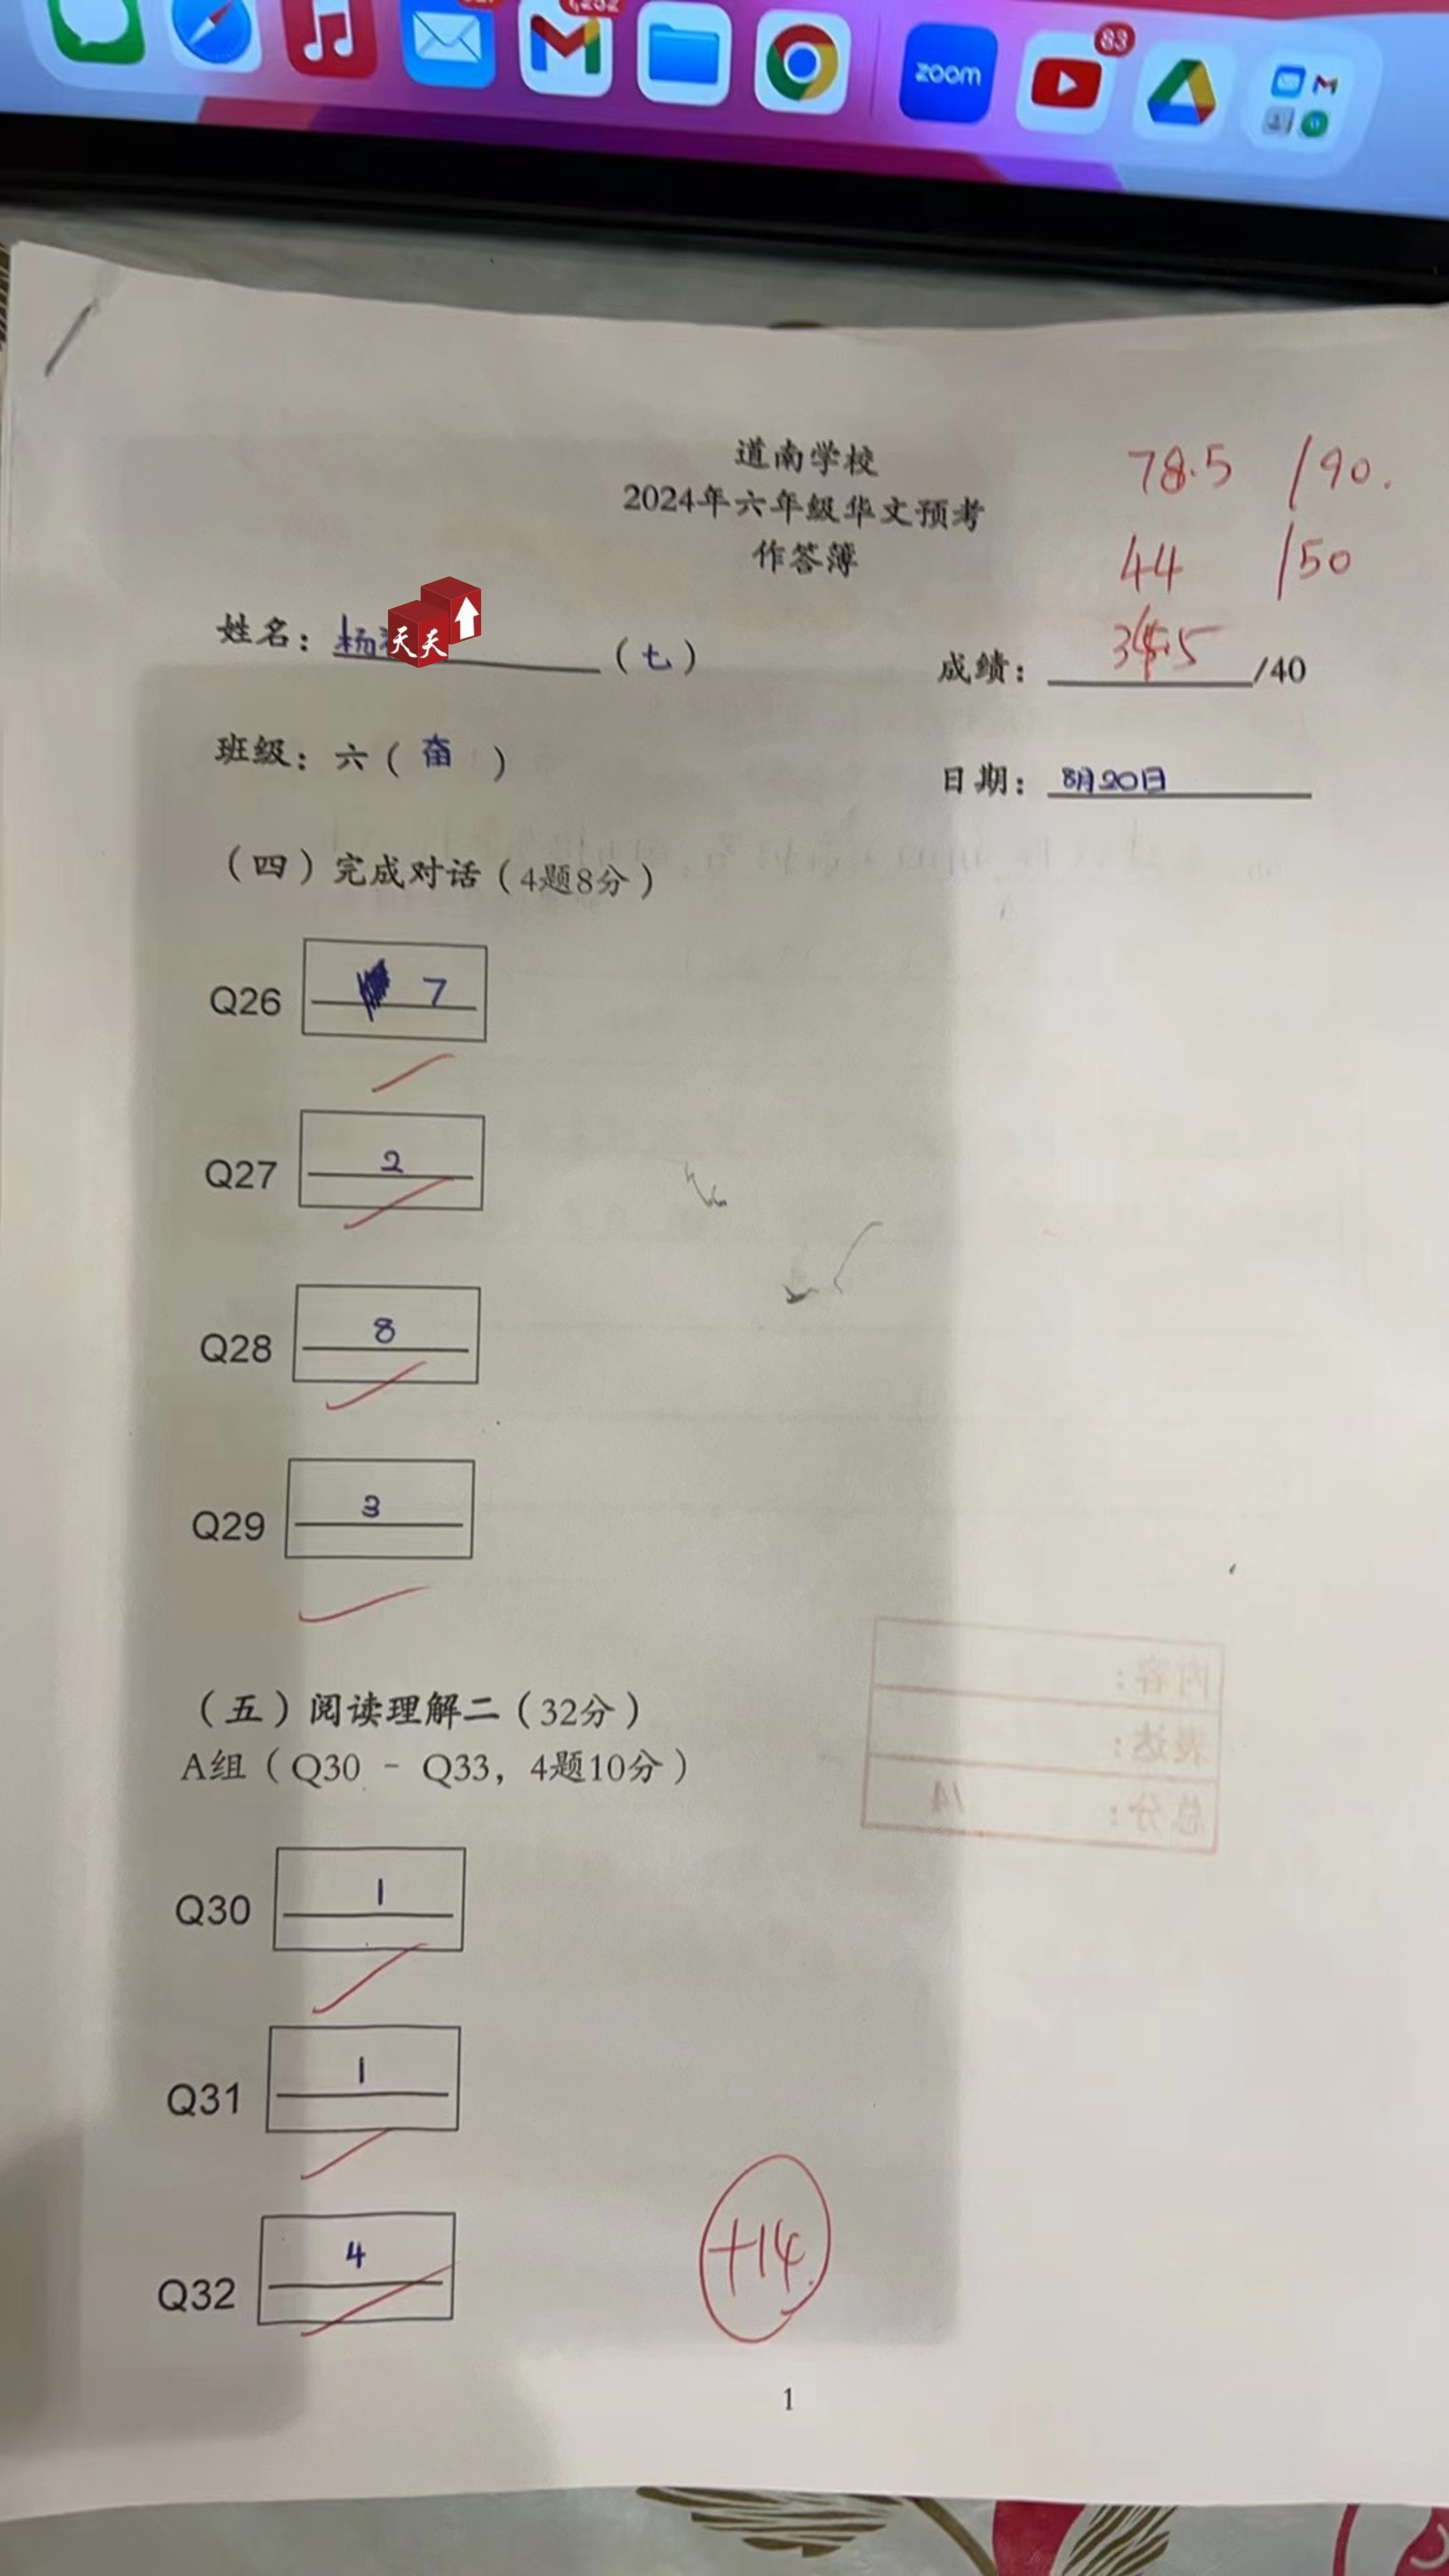 zoom
83
道南学校
2024年六年级华文预考
作答簿
78.5 /90.
44 /50
姓名：杨 （七）
天天
成绩： 34.5 /40
班级：六（奋）
日期：8月20日
（四）完成对话（4题8分）
Q26 7
Q27 2
Q28 8
Q29 3
（五）阅读理解二（32分）
A组（Q30 - Q33，4题10分）
内容：
表达：
总分： 14
Q30 1
Q31 1
Q32 4
+14
1